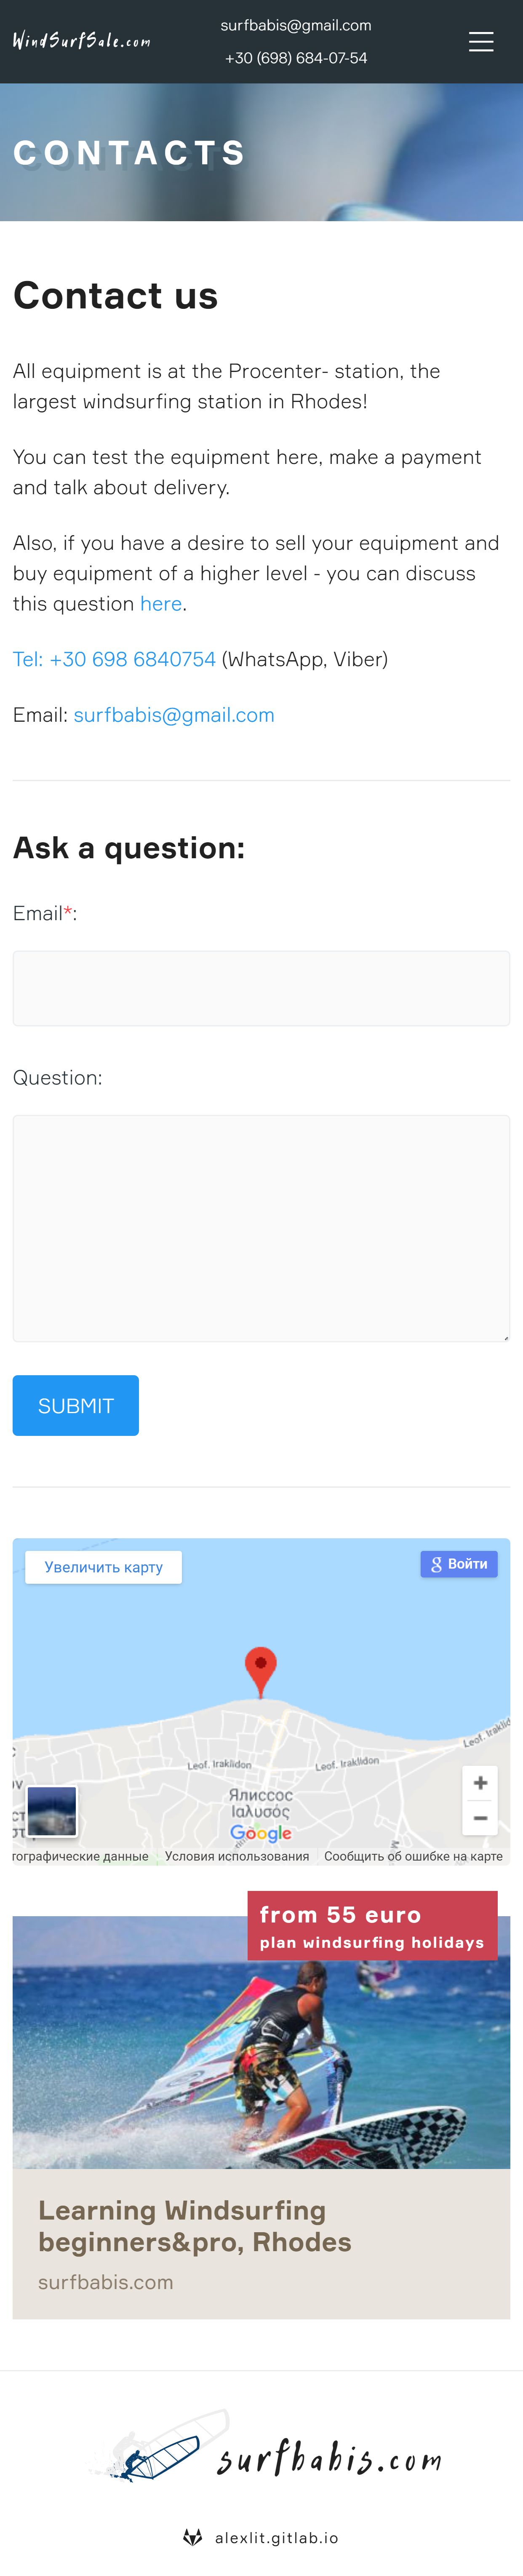 WindSurfSale.com
surfbabis@gmail.com
+30 (698) 684-07-54
CONTACTS
Contact us
All equipment is at the Procenter- station, the
largest windsurfing station in Rhodes!
You can test the equipment here, make a payment
and talk about delivery.
Also, if you have a desire to sell your equipment and
buy equipment of a higher level - you can discuss
this question here.
Tel: +30 698 6840754 (WhatsApp, Viber)
Email: surfbabis@gmail.com
Ask a question:
Email*:
Question:
SUBMIT
Увеличить карту
Войти
Leof. Iraklidon
Leof. Iraklidon
Leof. Iraklid
Ялиссос
Ιαλυσός
Google
тографические данные Условия использования Сообщить об ошибке на карте
from 55 euro
plan windsurfing holidays
Learning Windsurfing
beginners&pro, Rhodes
surfbabis.com
surfbabis.com
alexlit.gitlab.io